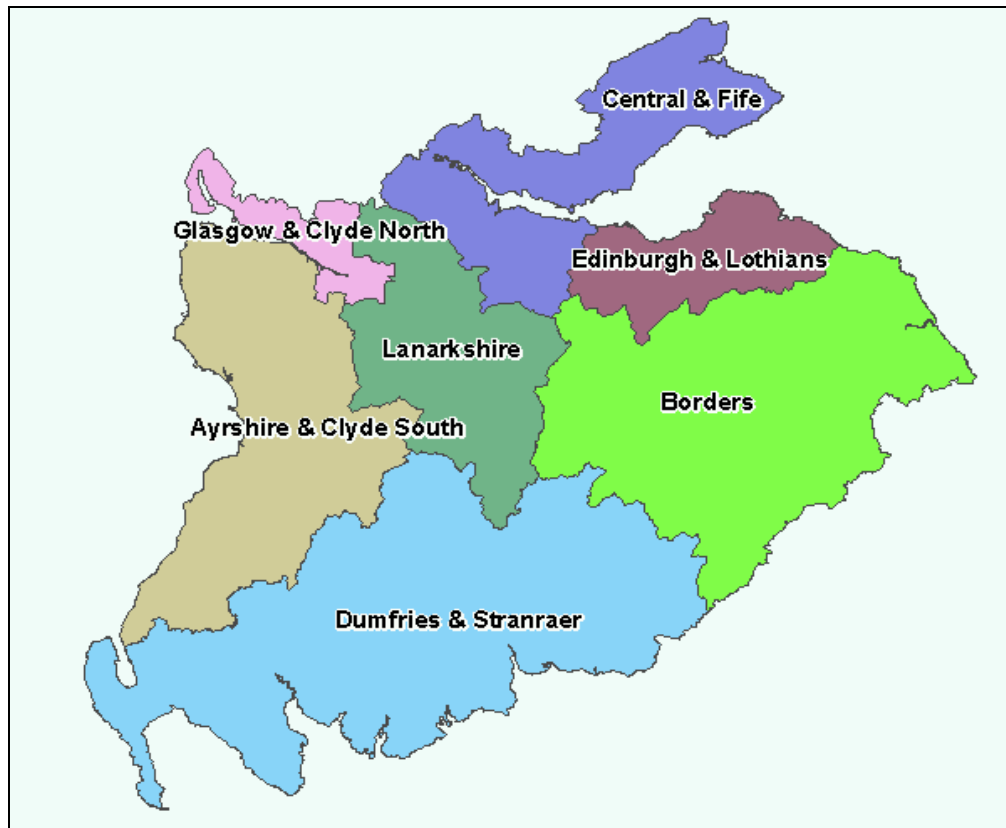 Central & Fife
Glasgow & Clyde North
Edinburgh & Lothians
Lanarkshire
Borders
Ayrshire & Clyde South
Dumfries & Stranraer